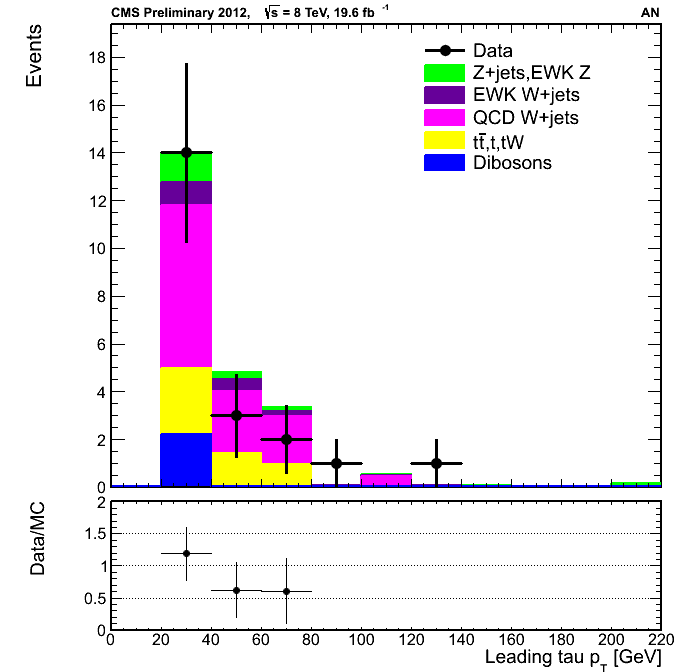 CMS Preliminary 2012, √s = 8 TeV, 19.6 fb⁻¹ AN
Events
18
16
14
12
10
8
6
4
2
0
Data
Z+jets,EWK Z
EWK W+jets
QCD W+jets
tt̅,t,tW
Dibosons
Data/MC
2
1.5
1
0.5
0
0 20 40 60 80 100 120 140 160 180 200 220
Leading tau p_T [GeV]